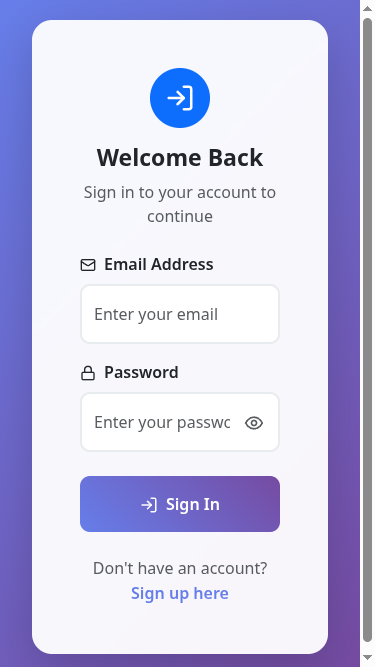 Welcome Back
Sign in to your account to
continue
Email Address
Enter your email
Password
Enter your passwc
Sign In
Don't have an account?
Sign up here